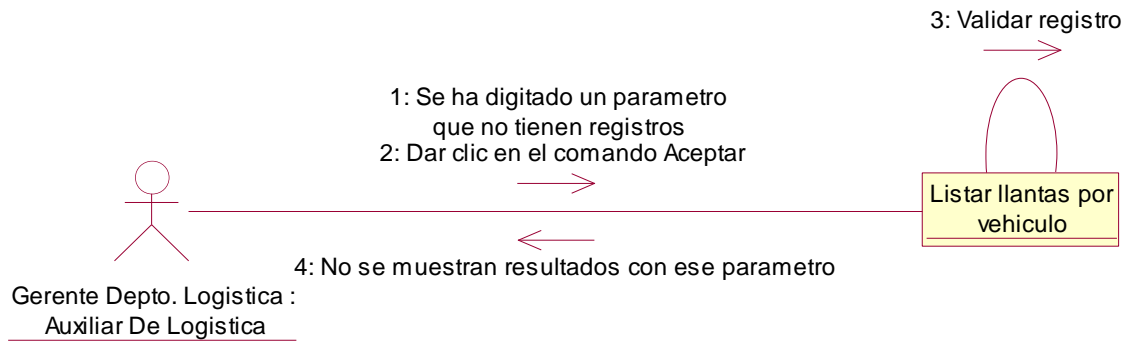 3: Validar registro
1: Se ha digitado un parametro
que no tienen registros
2: Dar clic en el comando Aceptar
Listar llantas por
vehiculo
4: No se muestran resultados con ese parametro
Gerente Depto. Logistica :
Auxiliar De Logistica